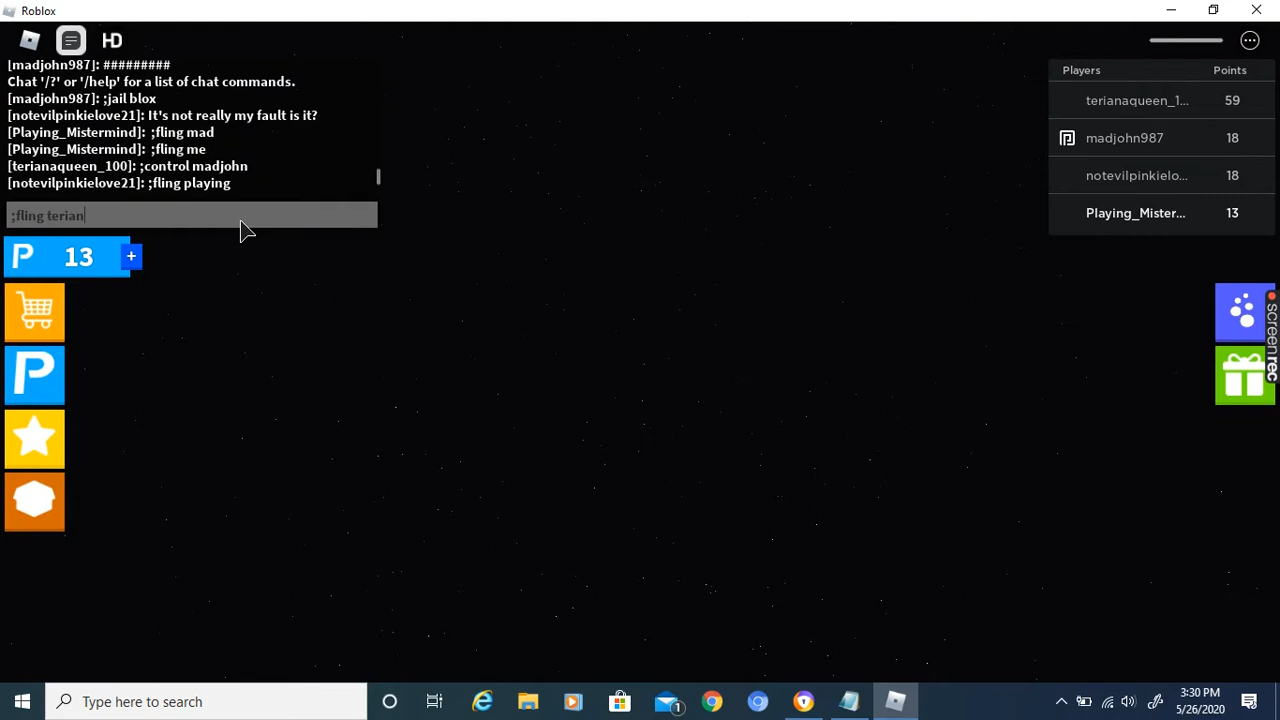 Roblox
HD
[madjohn987]: #########
Chat '/?' or '/help' for a list of chat commands.
[madjohn987]: ;jail blox
[notevilpinkielove21]: It's not really my fault is it?
[Playing_Mistermind]: ;fling mad
[Playing_Mistermind]: ;fling me
[terianaqueen_100]: ;control madjohn
[notevilpinkielove21]: ;fling playing
;fling terian
P 13 +
P
Players Points
terianaqueen_1... 59
madjohn987 18
notevilpinkielo... 18
Playing_Mister... 13
screenrec
Type here to search
1
3:30 PM
5/26/2020